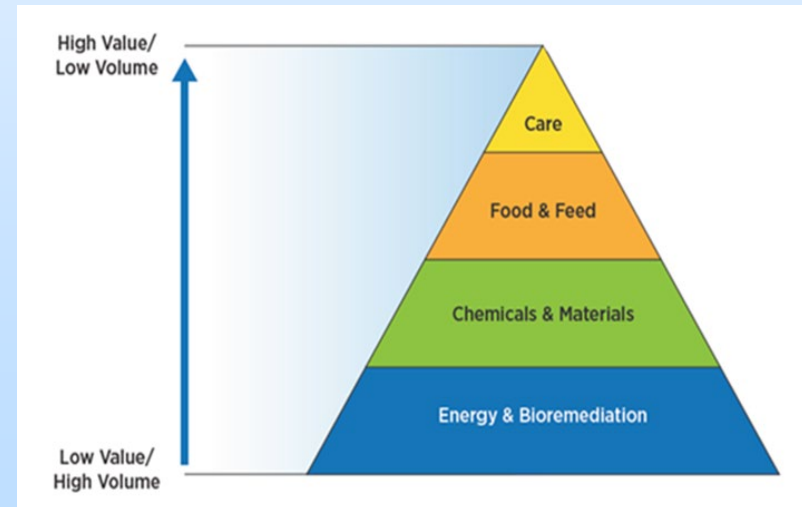 High Value/
Low Volume
Care
Food & Feed
Chemicals & Materials
Energy & Bioremediation
Low Value/
High Volume